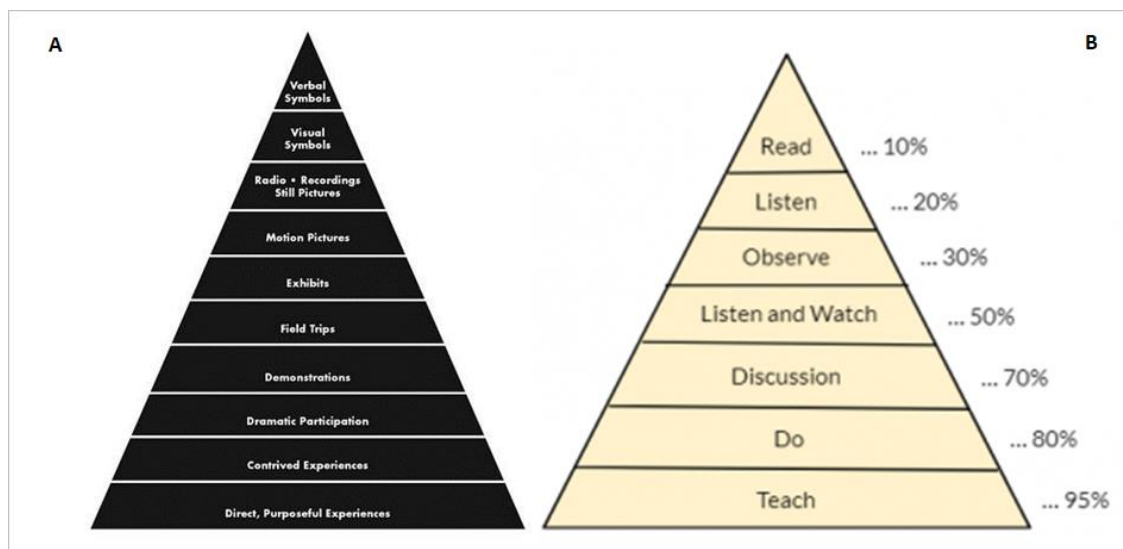 A
Verbal
Symbols
Visual
Symbols
Radio • Recordings
Still Pictures
Motion Pictures
Exhibits
Field Trips
Demonstrations
Dramatic Participation
Contrived Experiences
Direct, Purposeful Experiences
B
Read ... 10%
Listen ... 20%
Observe ... 30%
Listen and Watch ... 50%
Discussion ... 70%
Do ... 80%
Teach ... 95%